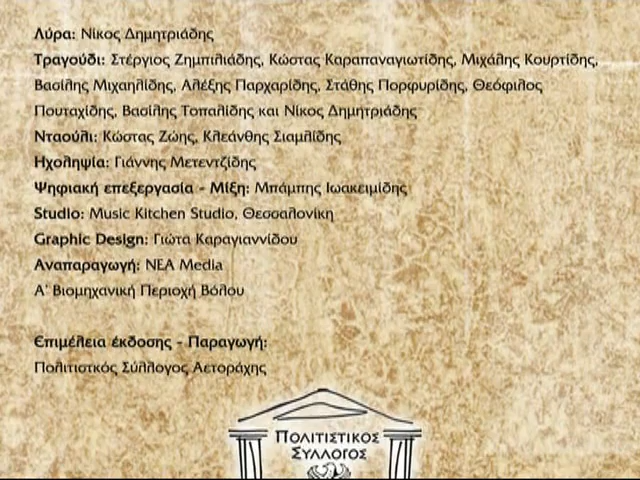 Λύρα: Νίκος Δημητριάδης
Τραγούδι: Στέργιος Ζημπιλιάδης, Κώστας Καραπαναγιωτίδης, Μιχάλης Κουρτίδης,
Βασίλης Μιχαηλίδης, Αλέξης Παρχαρίδης, Στάθης Πορφυρίδης, Θεόφιλος
Πουταχίδης, Βασίλης Τοπαλίδης και Νίκος Δημητριάδης
Νταούλι: Κώστας Ζώης, Κλεάνθης Σιαμλίδης
Ηχοληψία: Γιάννης Μετεντζίδης
Ψηφιακή επεξεργασία - Μίξη: Μπάμπης Ιωακειμίδης
Studio: Music Kitchen Studio, Θεσσαλονίκη
Graphic Design: Γιώτα Καραγιαννίδου
Αναπαραγωγή: NEA Media
Α' Βιομηχανική Περιοχή Βόλου
Επιμέλεια έκδοσης - Παραγωγή:
Πολιτιστκός Σύλλογος Αετοράχης
ΠΟΛΙΤΙΣΤΙΚΟΣ
ΣΥΛΛΟΓΟΣ